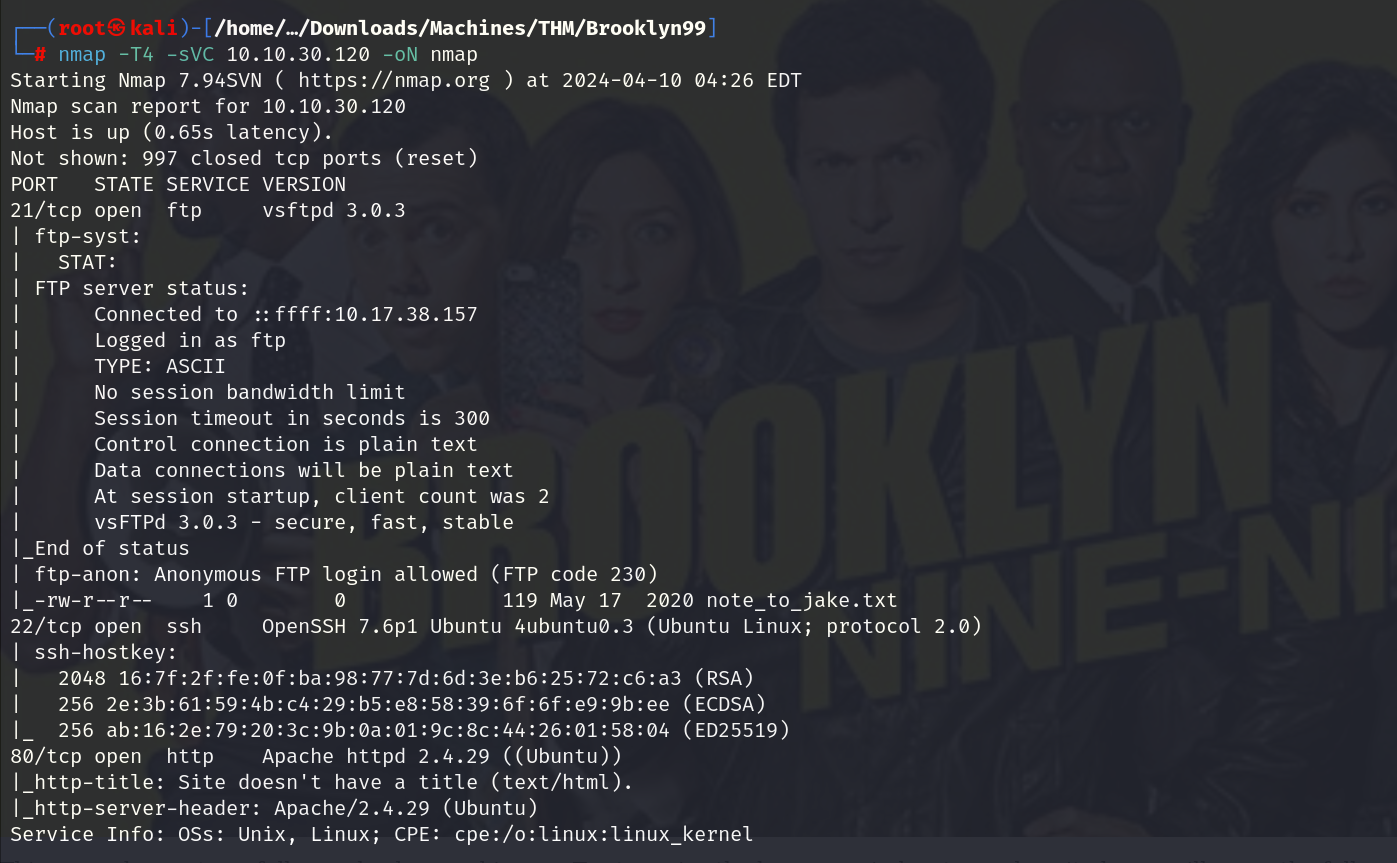 ┌──(root㉿kali)-[/home/…/Downloads/Machines/THM/Brooklyn99]
└─# nmap -T4 -sVC 10.10.30.120 -oN nmap
Starting Nmap 7.94SVN ( https://nmap.org ) at 2024-04-10 04:26 EDT
Nmap scan report for 10.10.30.120
Host is up (0.65s latency).
Not shown: 997 closed tcp ports (reset)
PORT   STATE SERVICE VERSION
21/tcp open  ftp     vsftpd 3.0.3
| ftp-syst:
|   STAT:
| FTP server status:
|      Connected to ::ffff:10.17.38.157
|      Logged in as ftp
|      TYPE: ASCII
|      No session bandwidth limit
|      Session timeout in seconds is 300
|      Control connection is plain text
|      Data connections will be plain text
|      At session startup, client count was 2
|      vsFTPd 3.0.3 - secure, fast, stable
|_End of status
| ftp-anon: Anonymous FTP login allowed (FTP code 230)
|_-rw-r--r--    1 0        0             119 May 17  2020 note_to_jake.txt
22/tcp open  ssh     OpenSSH 7.6p1 Ubuntu 4ubuntu0.3 (Ubuntu Linux; protocol 2.0)
| ssh-hostkey:
|   2048 16:7f:2f:fe:0f:ba:98:77:7d:6d:3e:b6:25:72:c6:a3 (RSA)
|   256 2e:3b:61:59:4b:c4:29:b5:e8:58:39:6f:6f:e9:9b:ee (ECDSA)
|_  256 ab:16:2e:79:20:3c:9b:0a:01:9c:8c:44:26:01:58:04 (ED25519)
80/tcp open  http    Apache httpd 2.4.29 ((Ubuntu))
|_http-title: Site doesn't have a title (text/html).
|_http-server-header: Apache/2.4.29 (Ubuntu)
Service Info: OSs: Unix, Linux; CPE: cpe:/o:linux:linux_kernel
BROOKLYN
NINE-NI